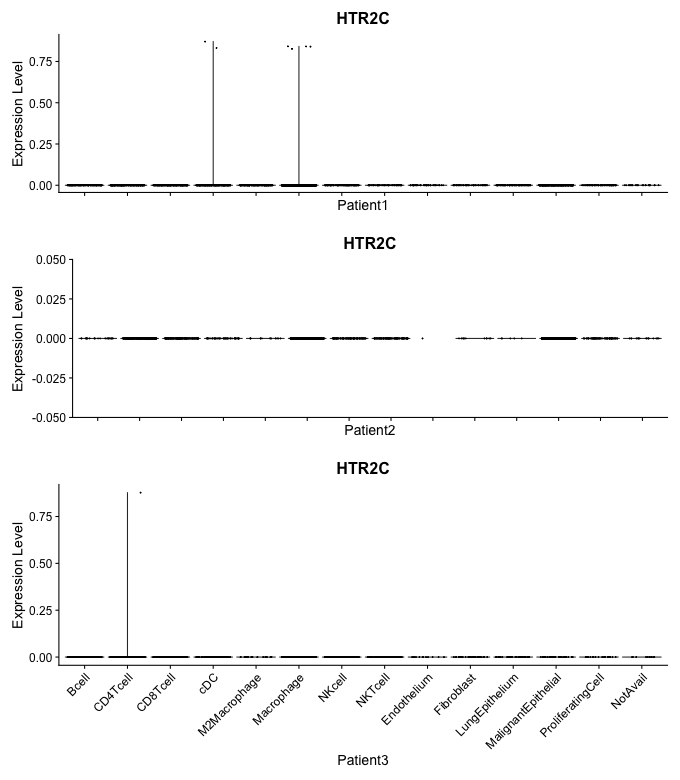 HTR2C
Expression Level
0.75
0.50
0.25
0.00
Patient1
HTR2C
Expression Level
0.050
0.025
0.000
-0.025
-0.050
Patient2
HTR2C
Expression Level
0.75
0.50
0.25
0.00
Bcell
CD4Tcell
CD8Tcell
cDC
M2Macrophage
Macrophage
NKcell
NKTcell
Endothelium
Fibroblast
LungEpithelium
MalignantEpithelial
ProliferatingCell
NotAvail
Patient3